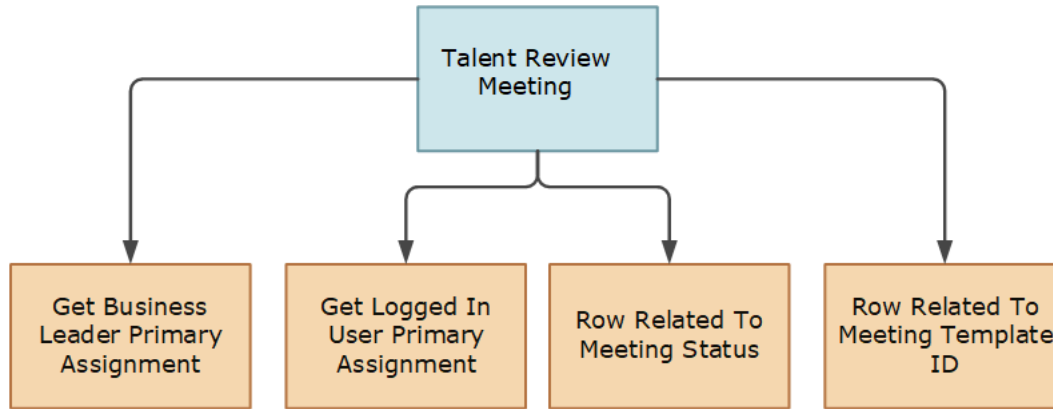 Talent Review
Meeting
Get Business
Leader Primary
Assignment
Get Logged In
User Primary
Assignment
Row Related To
Meeting Status
Row Related To
Meeting Template
ID